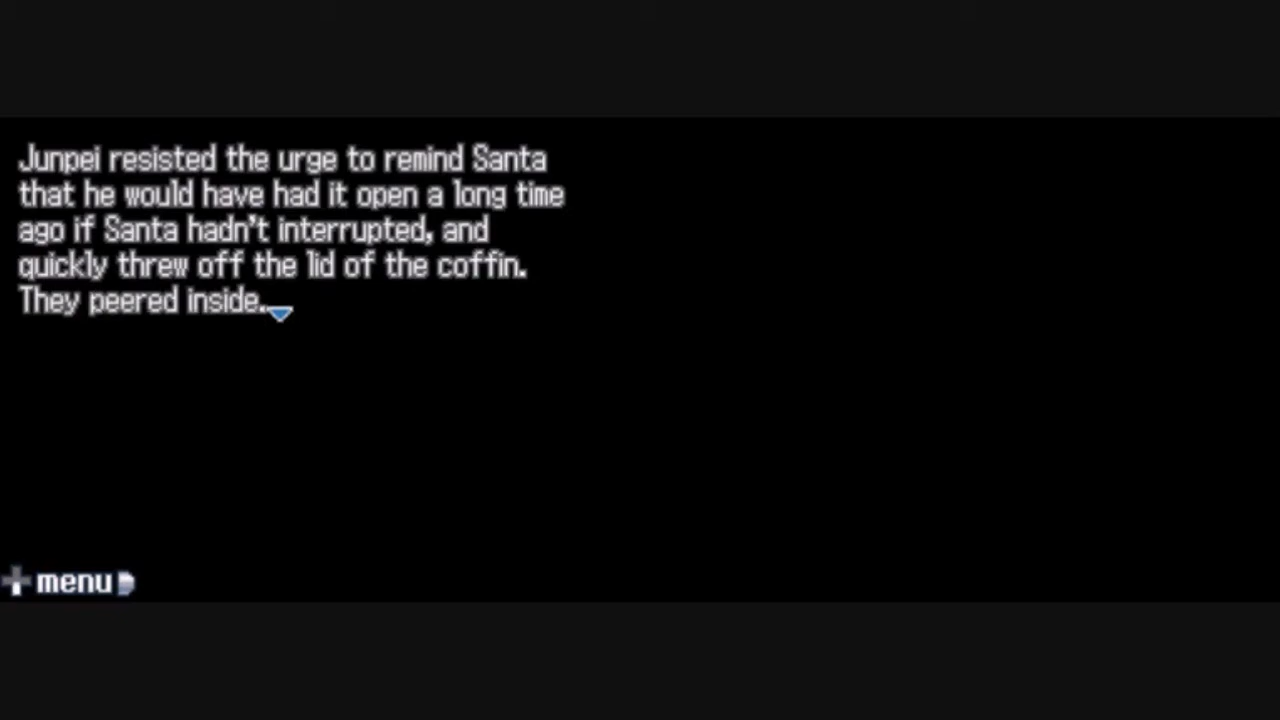 Junpei resisted the urge to remind Santa
that he would have had it open a long time
ago if Santa hadn't interrupted, and
quickly threw off the lid of the coffin.
They peered inside.
menu